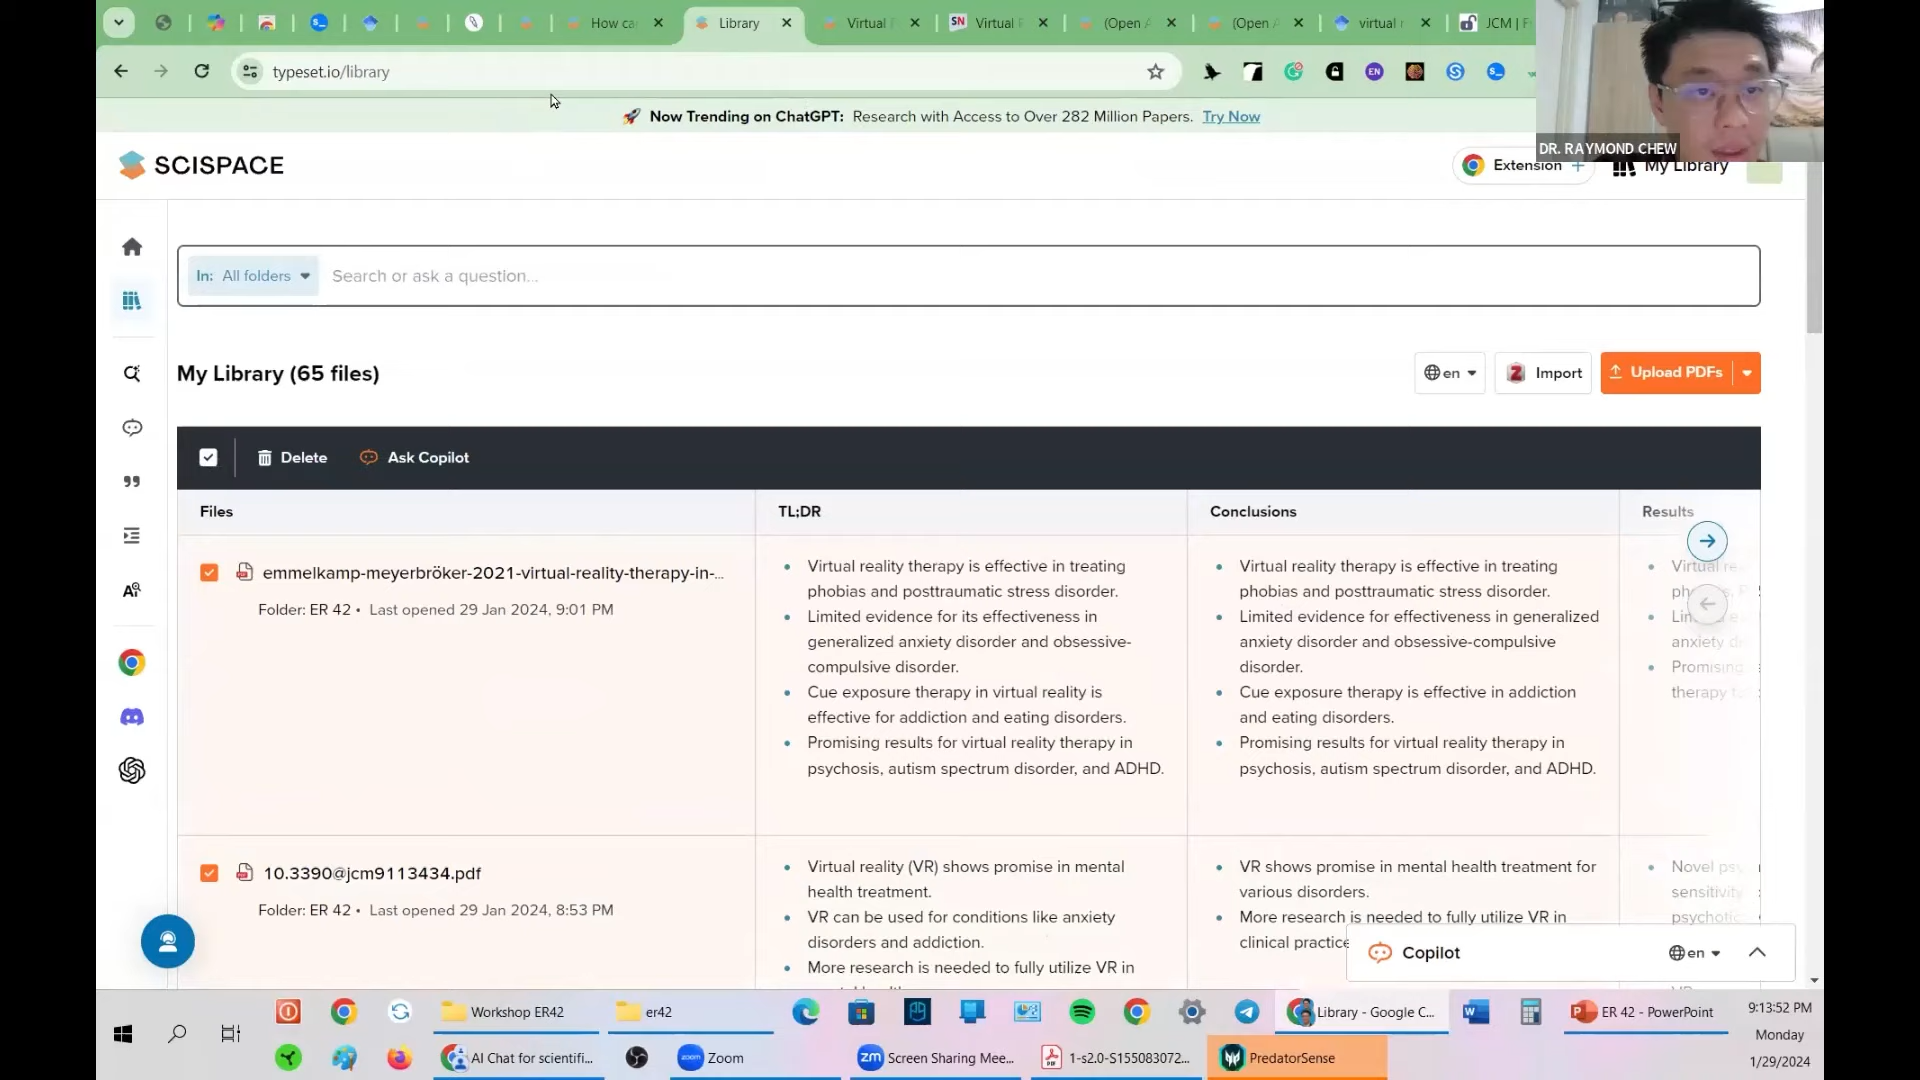 How ca
Library
Virtual
SN Virtual
(Open A
(Open A
virtual r
JCM | F
typeset.io/library
EN
DR. RAYMOND CHEW
Now Trending on ChatGPT: Research with Access to Over 282 Million Papers. Try Now
SCISPACE
Extension +
My Library
In: All folders
Search or ask a question...
My Library (65 files)
en
Z Import
Upload PDFs
Delete
Ask Copilot
Files
TL;DR
Conclusions
Results
emmelkamp-meyerbröker-2021-virtual-reality-therapy-in-...
Folder: ER 42 • Last opened 29 Jan 2024, 9:01 PM
• Virtual reality therapy is effective in treating
phobias and posttraumatic stress disorder.
• Limited evidence for its effectiveness in
generalized anxiety disorder and obsessive-
compulsive disorder.
• Cue exposure therapy in virtual reality is
effective for addiction and eating disorders.
• Promising results for virtual reality therapy in
psychosis, autism spectrum disorder, and ADHD.
• Virtual reality therapy is effective in treating
phobias and posttraumatic stress disorder.
• Limited evidence for effectiveness in generalized
anxiety disorder and obsessive-compulsive
disorder.
• Cue exposure therapy is effective in addiction
and eating disorders.
• Promising results for virtual reality therapy in
psychosis, autism spectrum disorder, and ADHD.
• Virtual re
anxiety d
• Promising
therapy
10.3390@jcm9113434.pdf
Folder: ER 42 • Last opened 29 Jan 2024, 8:53 PM
• Virtual reality (VR) shows promise in mental
health treatment.
• VR can be used for conditions like anxiety
disorders and addiction.
• More research is needed to fully utilize VR in
• VR shows promise in mental health treatment for
various disorders.
• More research is needed to fully utilize VR in
clinical practice
• Novel psy
sensitivity
psychotic
Copilot
en
Workshop ER42
er42
Library - Google C...
ER 42 - PowerPoint
9:13:52 PM
Monday
1/29/2024
AI Chat for scientifi...
zoom Zoom
zm Screen Sharing Mee...
1-s2.0-S155083072...
PredatorSense